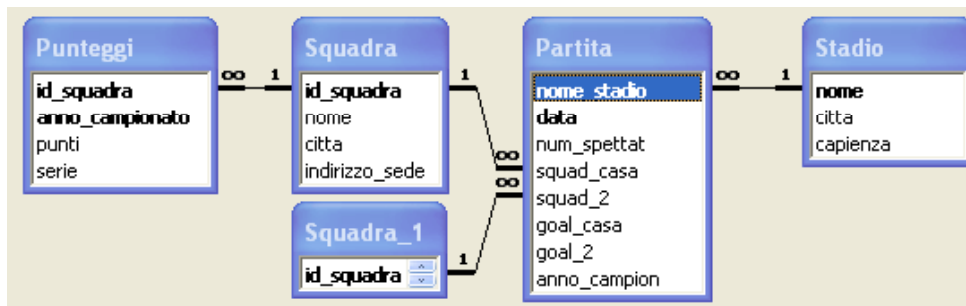 Punteggi
id_squadra
anno_campionato
punti
serie
∞ 1
Squadra
id_squadra
nome
citta
indirizzo_sede
1
∞
Squadra_1
id_squadra
1
∞
Partita
nome_stadio
data
num_spettat
squad_casa
squad_2
goal_casa
goal_2
anno_campion
∞ 1
Stadio
nome
citta
capienza